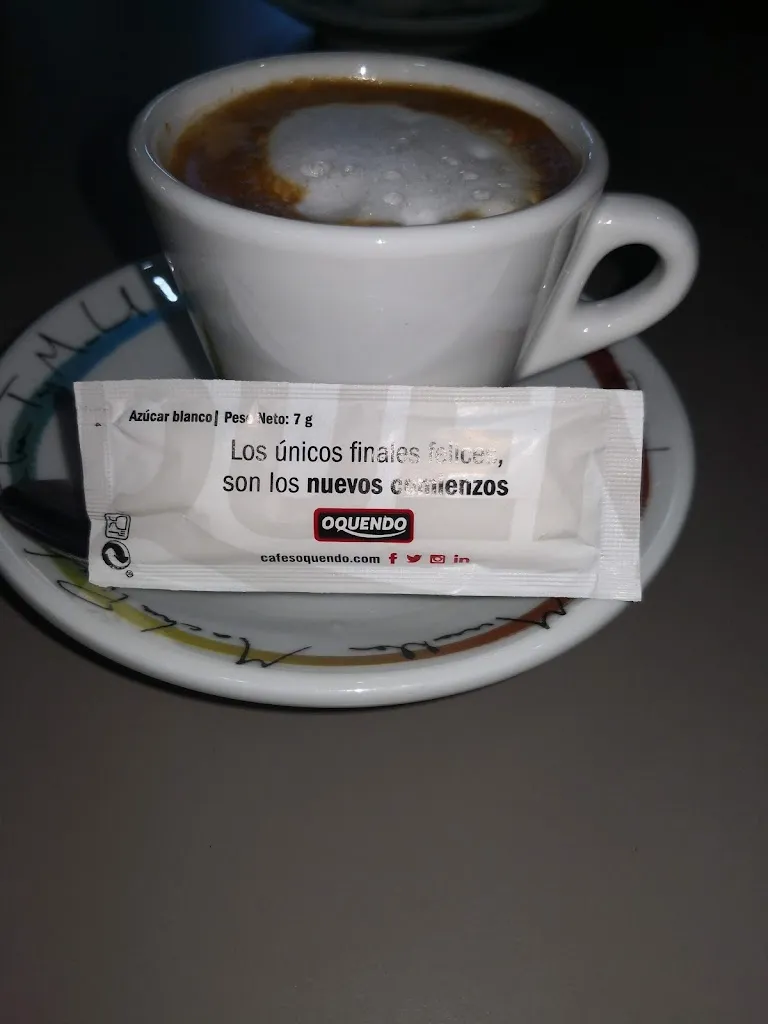 Azúcar blanco| Peso Neto: 7 g
Los únicos finales felices,
son los nuevos comienzos
OQUENDO
cafesoquendo.com